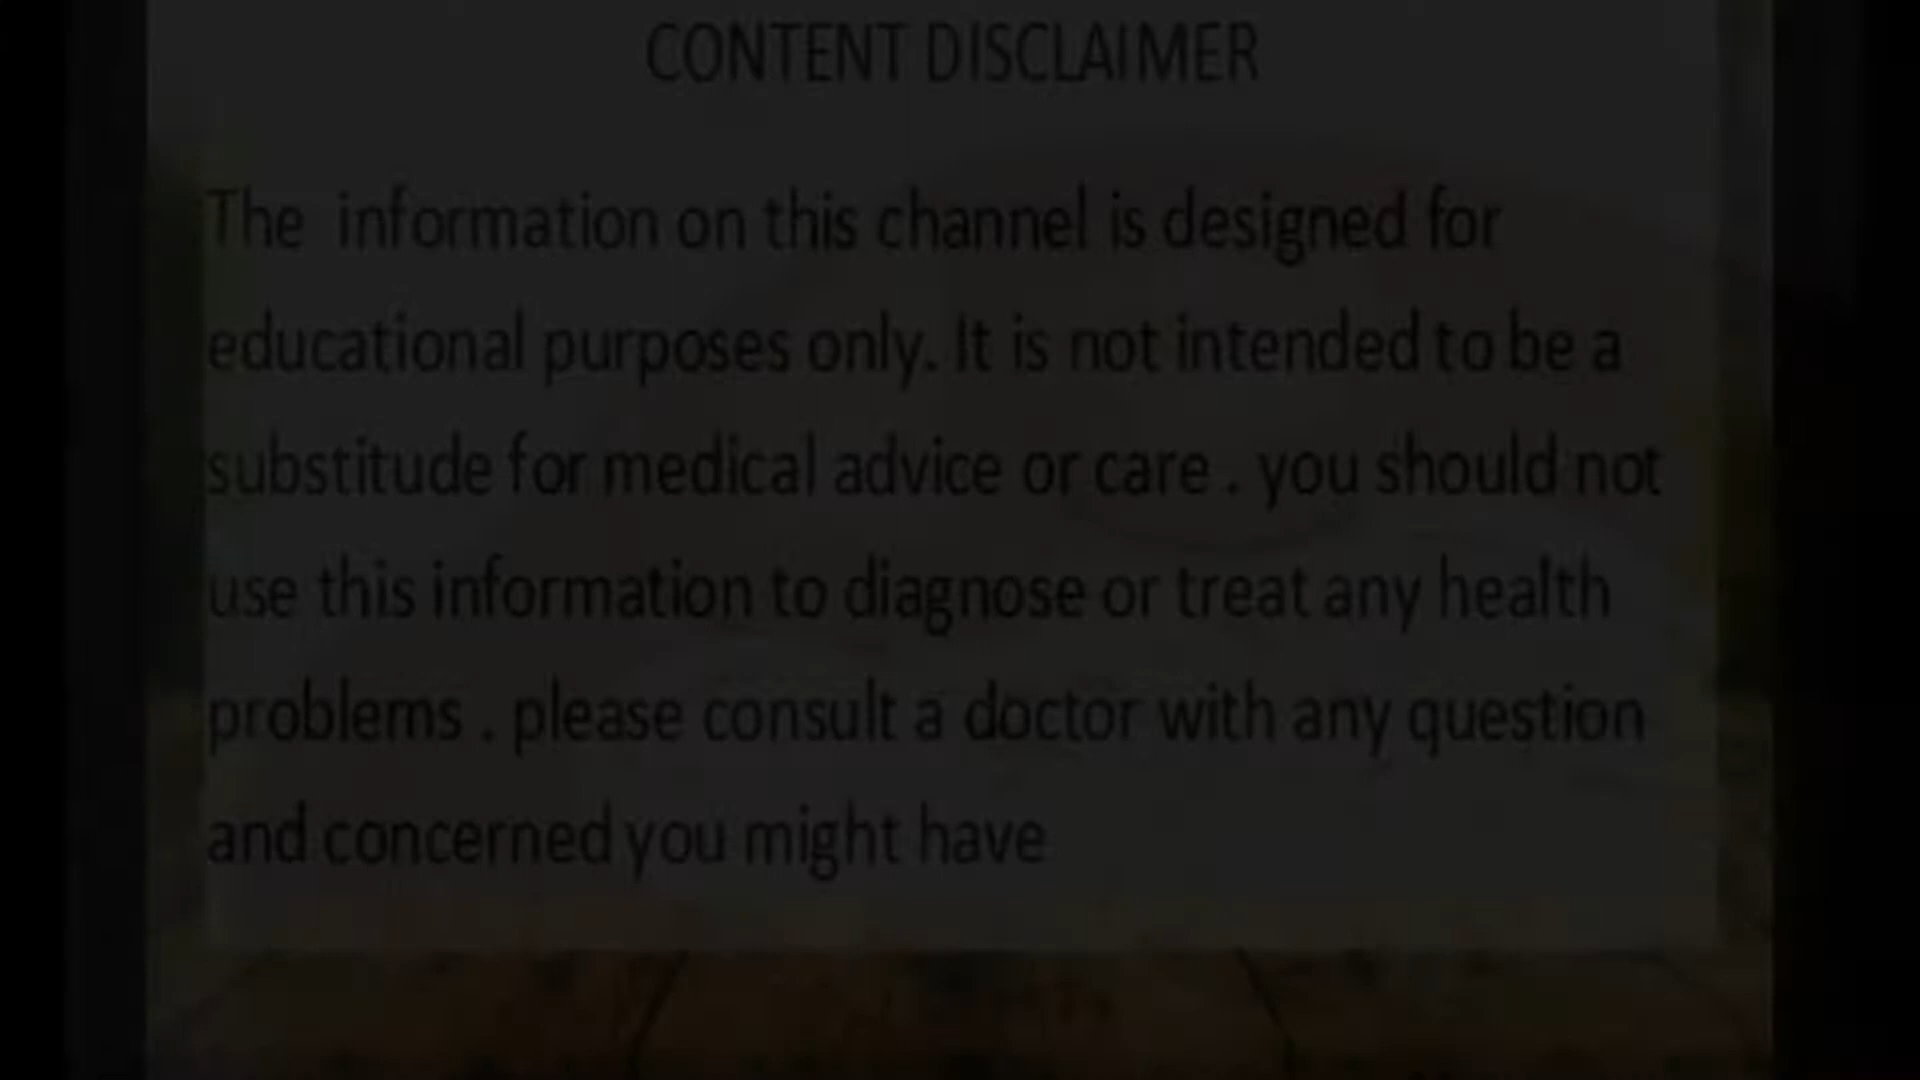 CONTENT DISCLAIMER
The information on this channel is designed for
educational purposes only. It is not intended to be a
substitude for medical advice or care . you should not
use this information to diagnose or treat any health
problems . please consult a doctor with any question
and concerned you might have